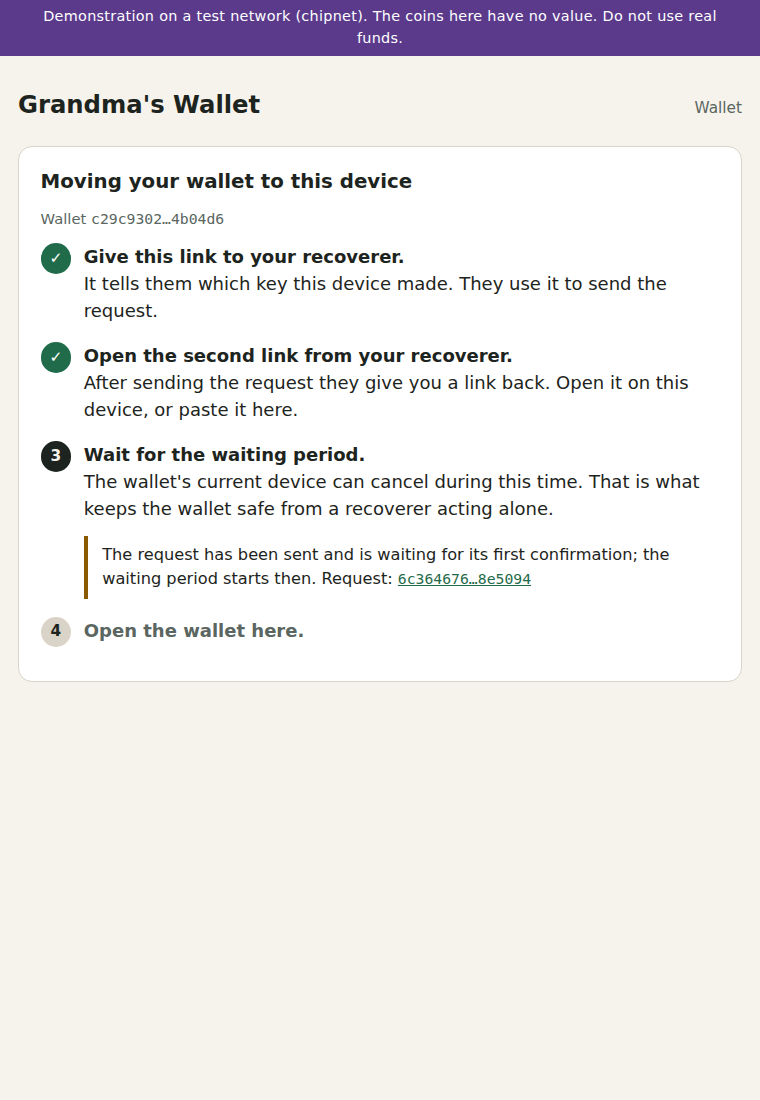 Demonstration on a test network (chipnet). The coins here have no value. Do not use real
funds.
Grandma's Wallet
Wallet
Moving your wallet to this device
Wallet c29c9302…4b04d6
✓
Give this link to your recoverer.
It tells them which key this device made. They use it to send the
request.
✓
Open the second link from your recoverer.
After sending the request they give you a link back. Open it on this
device, or paste it here.
3
Wait for the waiting period.
The wallet's current device can cancel during this time. That is what
keeps the wallet safe from a recoverer acting alone.
The request has been sent and is waiting for its first confirmation; the
waiting period starts then. Request: 6c364676…8e5094
4
Open the wallet here.